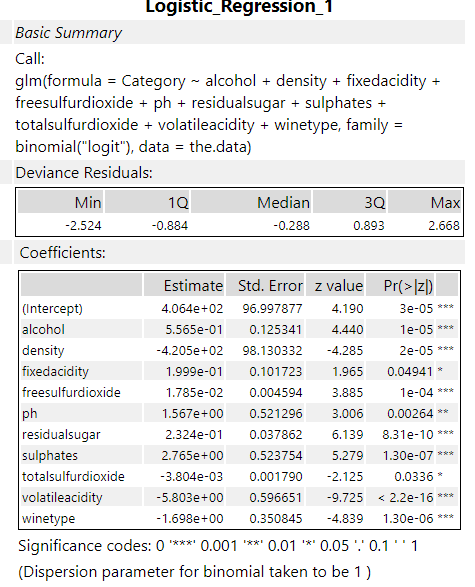 Logistic_Regression_1
Basic Summary
Call:
glm(formula = Category ~ alcohol + density + fixedacidity +
freesulfurdioxide + ph + residualsugar + sulphates +
totalsulfurdioxide + volatileacidity + winetype, family =
binomial("logit"), data = the.data)
Deviance Residuals:
Min 1Q Median 3Q Max
-2.524 -0.884 -0.288 0.893 2.668
Coefficients:
Estimate Std. Error z value Pr(>|z|)
(Intercept) 4.064e+02 96.997877 4.190 3e-05 ***
alcohol 5.565e-01 0.125341 4.440 1e-05 ***
density -4.205e+02 98.130332 -4.285 2e-05 ***
fixedacidity 1.999e-01 0.101723 1.965 0.04941 *
freesulfurdioxide 1.785e-02 0.004594 3.885 1e-04 ***
ph 1.567e+00 0.521296 3.006 0.00264 **
residualsugar 2.324e-01 0.037862 6.139 8.31e-10 ***
sulphates 2.765e+00 0.523754 5.279 1.30e-07 ***
totalsulfurdioxide -3.804e-03 0.001790 -2.125 0.0336 *
volatileacidity -5.803e+00 0.596651 -9.725 < 2.2e-16 ***
winetype -1.698e+00 0.350845 -4.839 1.30e-06 ***
Significance codes: 0 '***' 0.001 '**' 0.01 '*' 0.05 '.' 0.1 ' ' 1
(Dispersion parameter for binomial taken to be 1 )